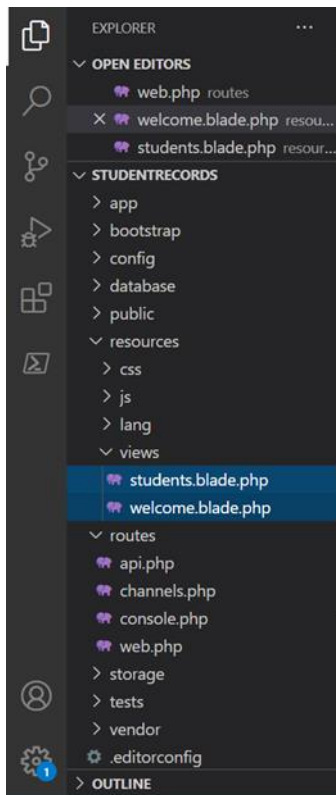 EXPLORER ...
OPEN EDITORS
web.php routes
welcome.blade.php resou...
students.blade.php resour...
STUDENTRECORDS
app
bootstrap
config
database
public
resources
css
js
lang
views
students.blade.php
welcome.blade.php
routes
api.php
channels.php
console.php
web.php
storage
tests
vendor
.editorconfig
1
OUTLINE